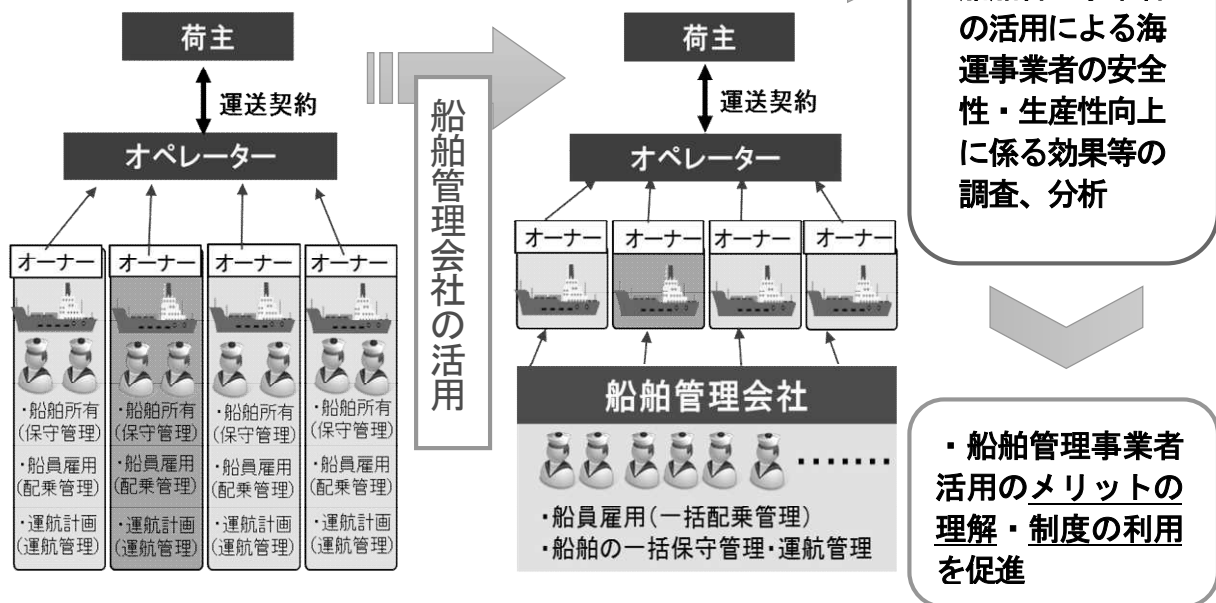 荷主
運送契約
オペレーター
オーナー
オーナー
オーナー
オーナー
・船舶所有
(保守管理)
・船員雇用
(配乗管理)
・運航計画
(運航管理)
・船舶所有
(保守管理)
・船員雇用
(配乗管理)
・運航計画
(運航管理)
・船舶所有
(保守管理)
・船員雇用
(配乗管理)
・運航計画
(運航管理)
・船舶所有
(保守管理)
・船員雇用
(配乗管理)
・運航計画
(運航管理)
船舶管理会社の活用
荷主
運送契約
オペレーター
オーナー
オーナー
オーナー
オーナー
船舶管理会社
・・・・・・・
・船員雇用(一括配乗管理)
・船舶の一括保守管理・運航管理
の活用による海
運事業者の安全
性・生産性向上
に係る効果等の
調査、分析
・船舶管理事業者
活用のメリットの
理解・制度の利用
を促進